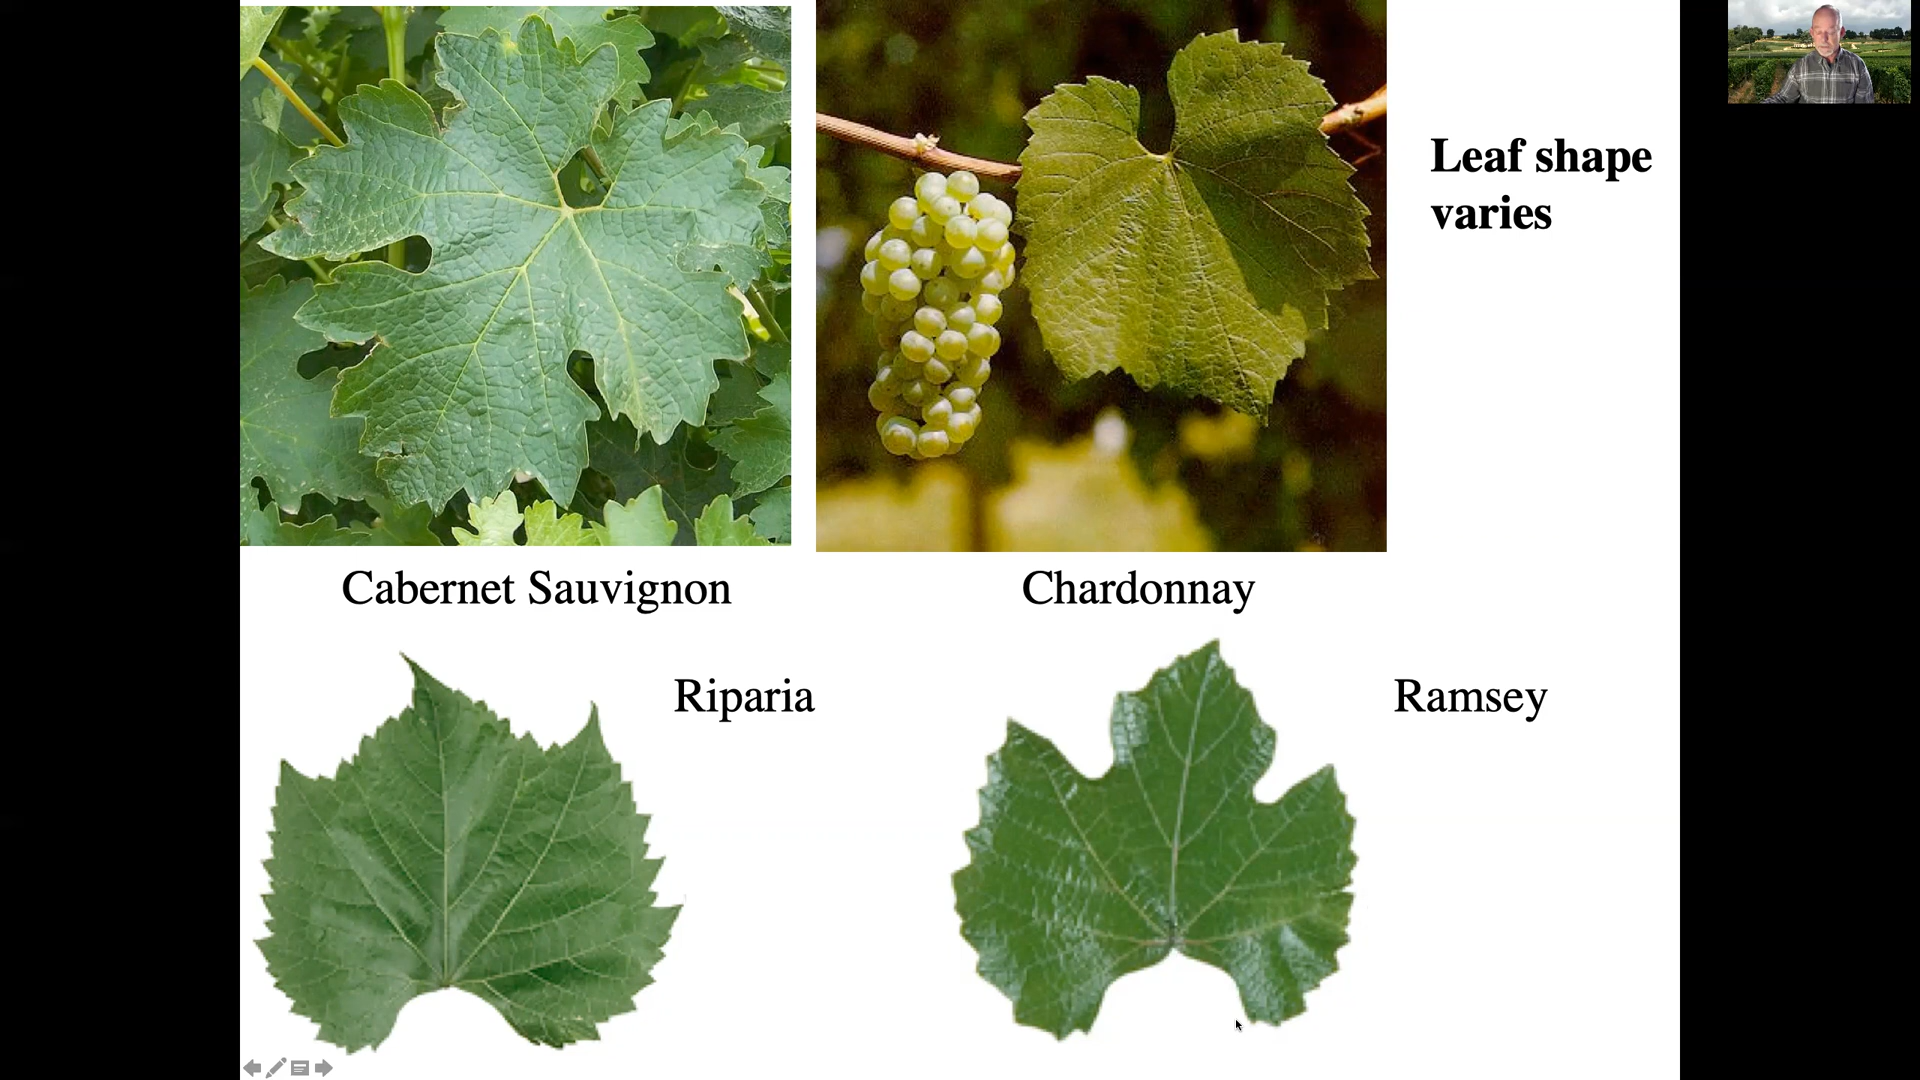 Leaf shape
varies
Cabernet Sauvignon
Chardonnay
Riparia
Ramsey